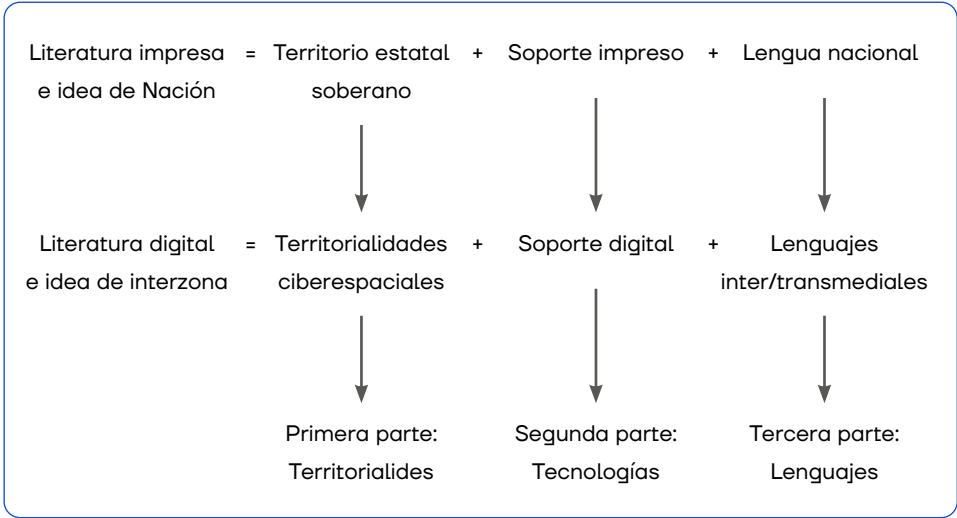 Literatura impresa = Territorio estatal + Soporte impreso + Lengua nacional
e idea de Nación soberano
Literatura digital = Territorialidades + Soporte digital + Lenguajes
e idea de interzona ciberespaciales inter/transmediales
Primera parte: Segunda parte: Tercera parte:
Territorialides Tecnologías Lenguajes